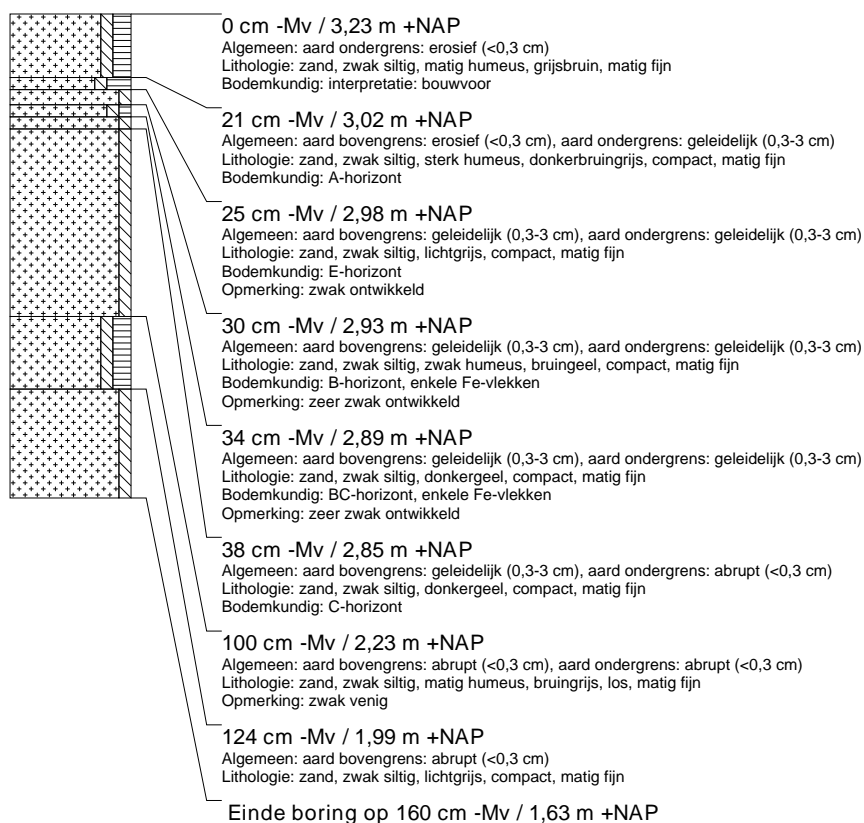 0 cm -Mv / 3,23 m +NAP
Algemeen: aard ondergrens: erosief (<0,3 cm)
Lithologie: zand, zwak siltig, matig humeus, grijsbruin, matig fijn
Bodemkundig: interpretatie: bouwvoor
21 cm -Mv / 3,02 m +NAP
Algemeen: aard bovengrens: erosief (<0,3 cm), aard ondergrens: geleidelijk (0,3-3 cm)
Lithologie: zand, zwak siltig, sterk humeus, donkerbruingrijs, compact, matig fijn
Bodemkundig: A-horizont
25 cm -Mv / 2,98 m +NAP
Algemeen: aard bovengrens: geleidelijk (0,3-3 cm), aard ondergrens: geleidelijk (0,3-3 cm)
Lithologie: zand, zwak siltig, lichtgrijs, compact, matig fijn
Bodemkundig: E-horizont
Opmerking: zwak ontwikkeld
30 cm -Mv / 2,93 m +NAP
Algemeen: aard bovengrens: geleidelijk (0,3-3 cm), aard ondergrens: geleidelijk (0,3-3 cm)
Lithologie: zand, zwak siltig, zwak humeus, bruingeel, compact, matig fijn
Bodemkundig: B-horizont, enkele Fe-vlekken
Opmerking: zeer zwak ontwikkeld
34 cm -Mv / 2,89 m +NAP
Algemeen: aard bovengrens: geleidelijk (0,3-3 cm), aard ondergrens: geleidelijk (0,3-3 cm)
Lithologie: zand, zwak siltig, donkergeel, compact, matig fijn
Bodemkundig: BC-horizont, enkele Fe-vlekken
Opmerking: zeer zwak ontwikkeld
38 cm -Mv / 2,85 m +NAP
Algemeen: aard bovengrens: geleidelijk (0,3-3 cm), aard ondergrens: abrupt (<0,3 cm)
Lithologie: zand, zwak siltig, donkergeel, compact, matig fijn
Bodemkundig: C-horizont
100 cm -Mv / 2,23 m +NAP
Algemeen: aard bovengrens: abrupt (<0,3 cm), aard ondergrens: abrupt (<0,3 cm)
Lithologie: zand, zwak siltig, matig humeus, bruingrijs, los, matig fijn
Opmerking: zwak venig
124 cm -Mv / 1,99 m +NAP
Algemeen: aard bovengrens: abrupt (<0,3 cm)
Lithologie: zand, zwak siltig, lichtgrijs, compact, matig fijn
Einde boring op 160 cm -Mv / 1,63 m +NAP